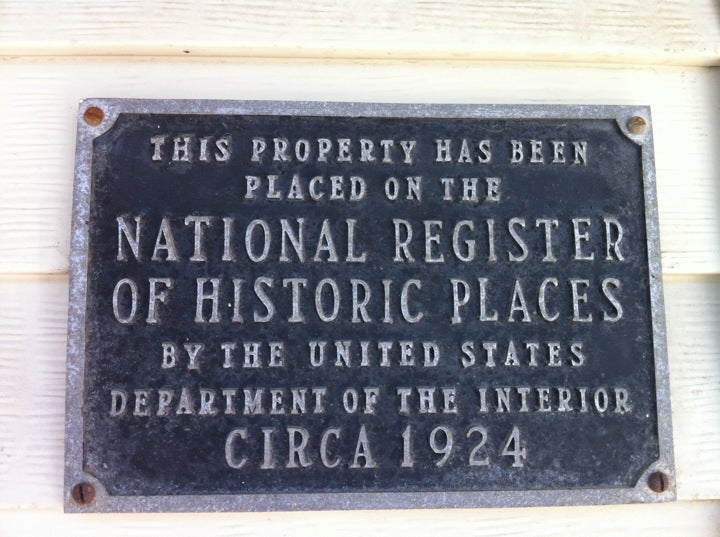 THIS PROPERTY HAS BEEN
PLACED ON THE
NATIONAL REGISTER
OF HISTORIC PLACES
BY THE UNITED STATES
DEPARTMENT OF THE INTERIOR
CIRCA 1924